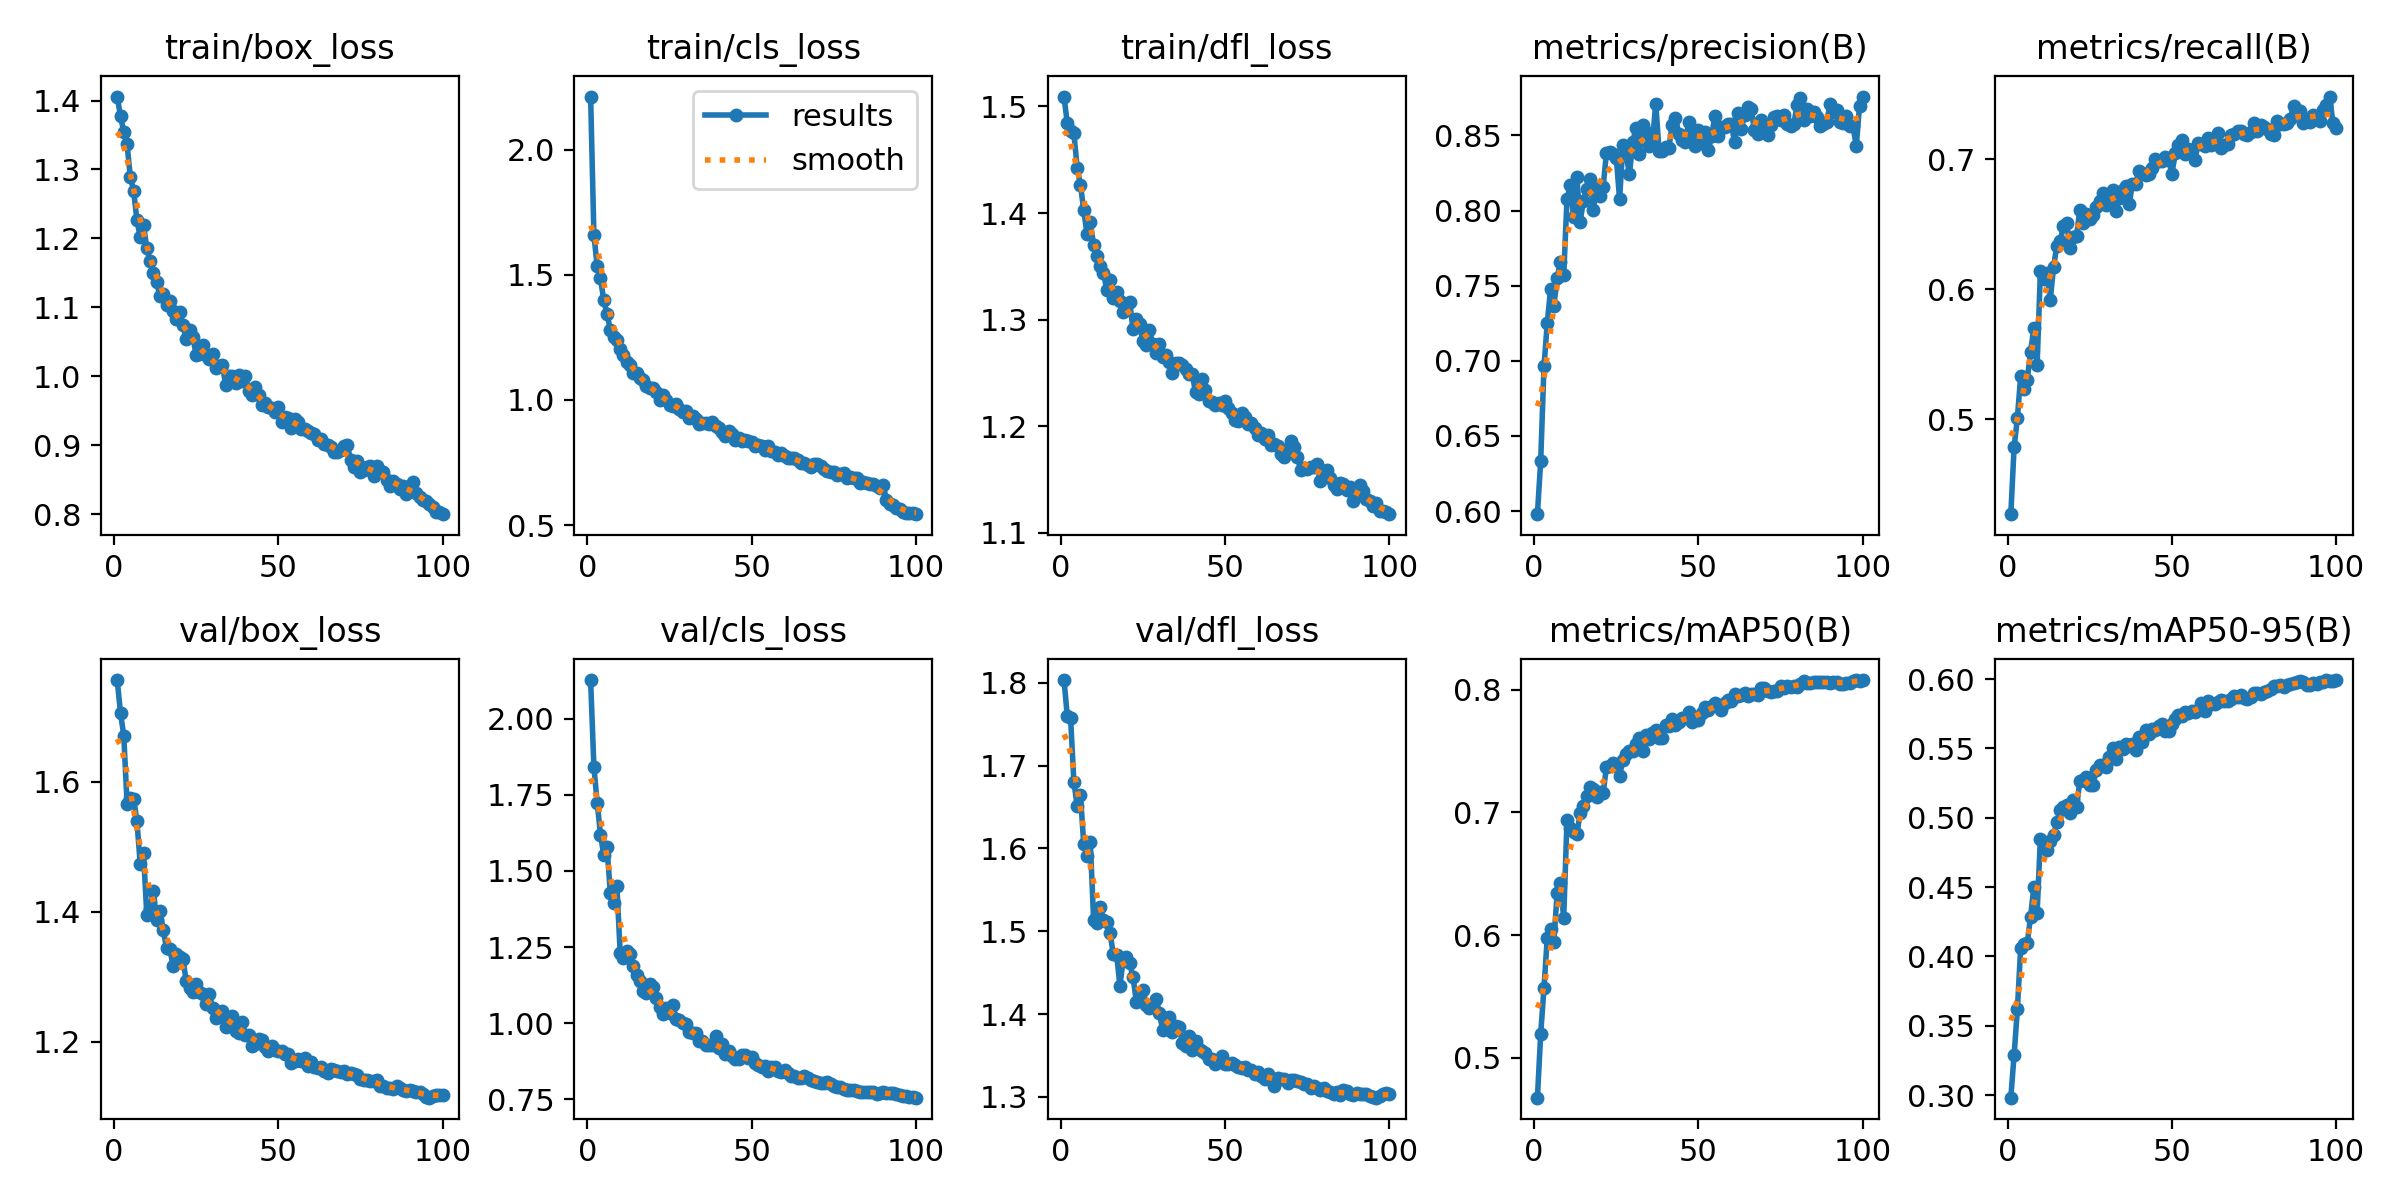 train/box_loss
1.4
1.3
1.2
1.1
1.0
0.9
0.8
0 50 100
train/cls_loss
results
smooth
2.0
1.5
1.0
0.5
0 50 100
train/dfl_loss
1.5
1.4
1.3
1.2
1.1
0 50 100
metrics/precision(B)
0.85
0.80
0.75
0.70
0.65
0.60
0 50 100
metrics/recall(B)
0.7
0.6
0.5
0 50 100
val/box_loss
1.6
1.4
1.2
0 50 100
val/cls_loss
2.00
1.75
1.50
1.25
1.00
0.75
0 50 100
val/dfl_loss
1.8
1.7
1.6
1.5
1.4
1.3
0 50 100
metrics/mAP50(B)
0.8
0.7
0.6
0.5
0 50 100
metrics/mAP50-95(B)
0.60
0.55
0.50
0.45
0.40
0.35
0.30
0 50 100